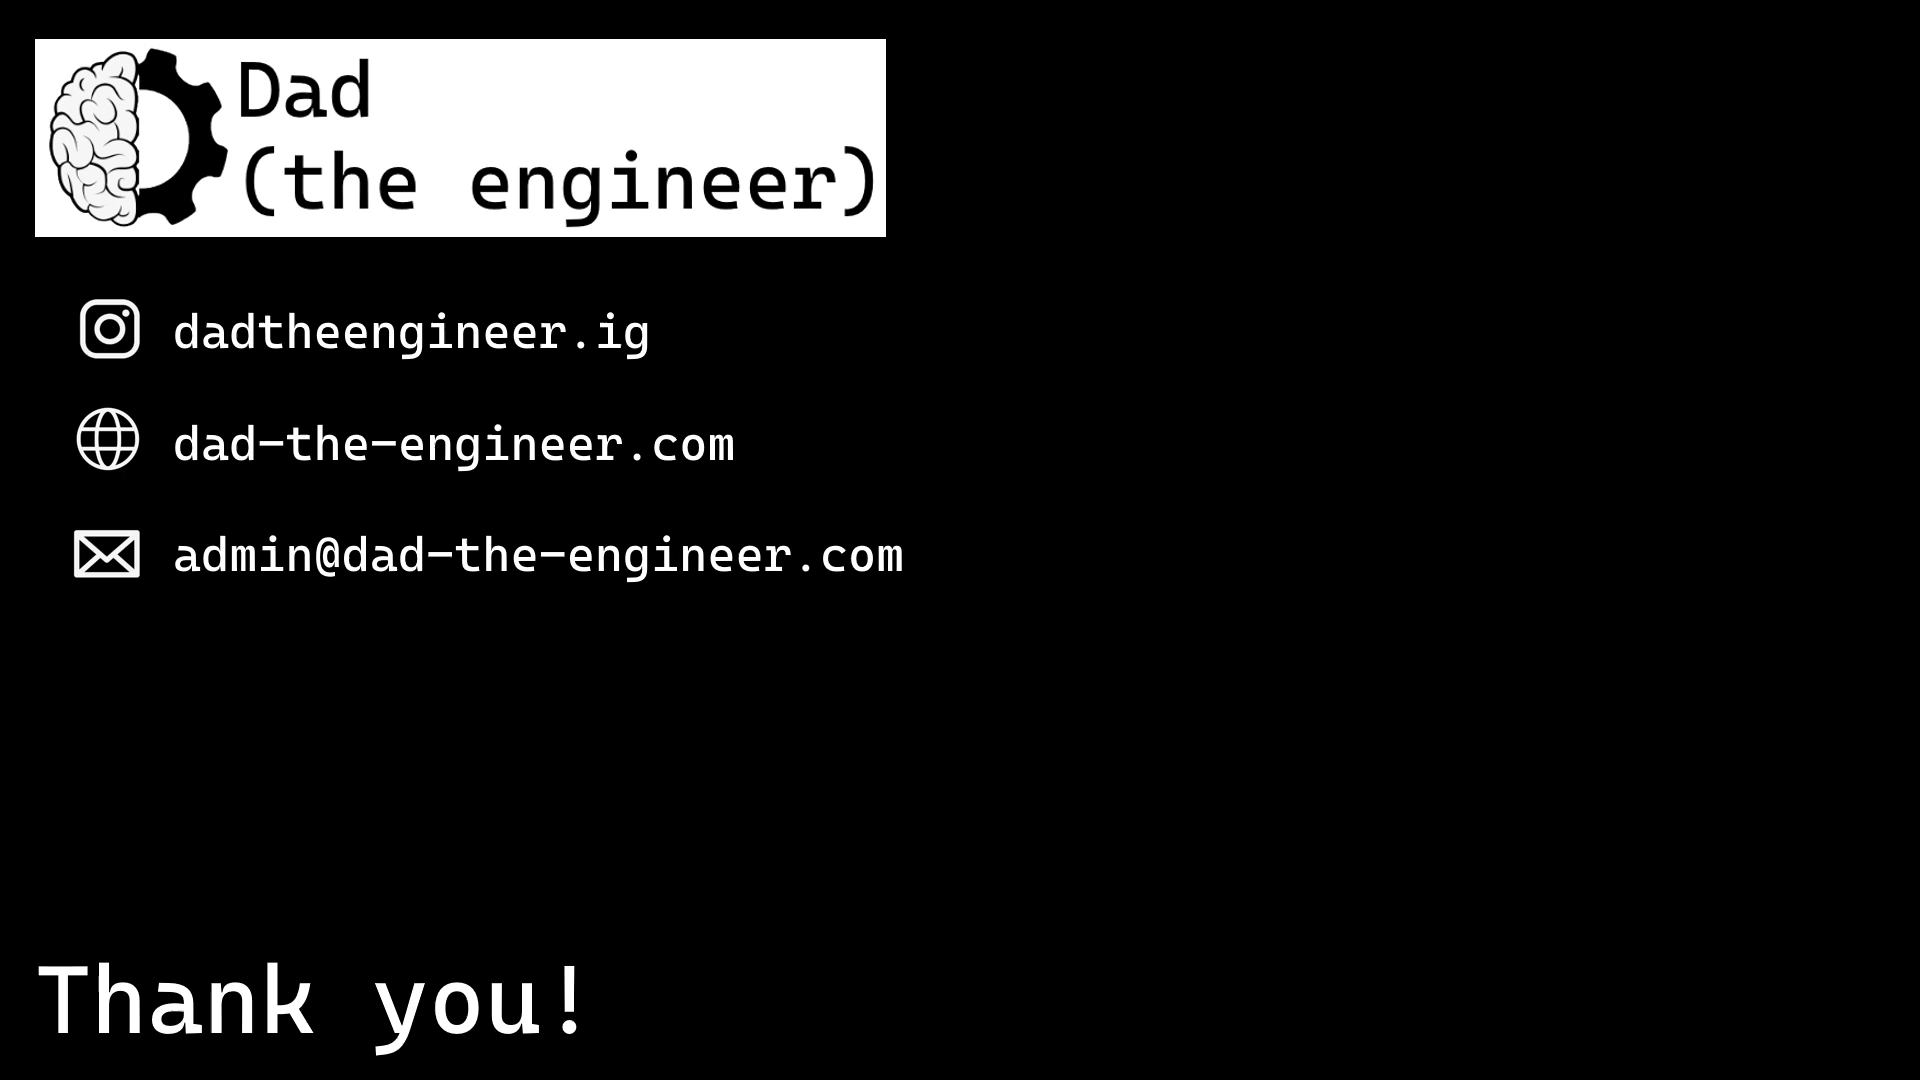 Dad
(the engineer)
dadtheengineer.ig
dad-the-engineer.com
admin@dad-the-engineer.com
Thank you!